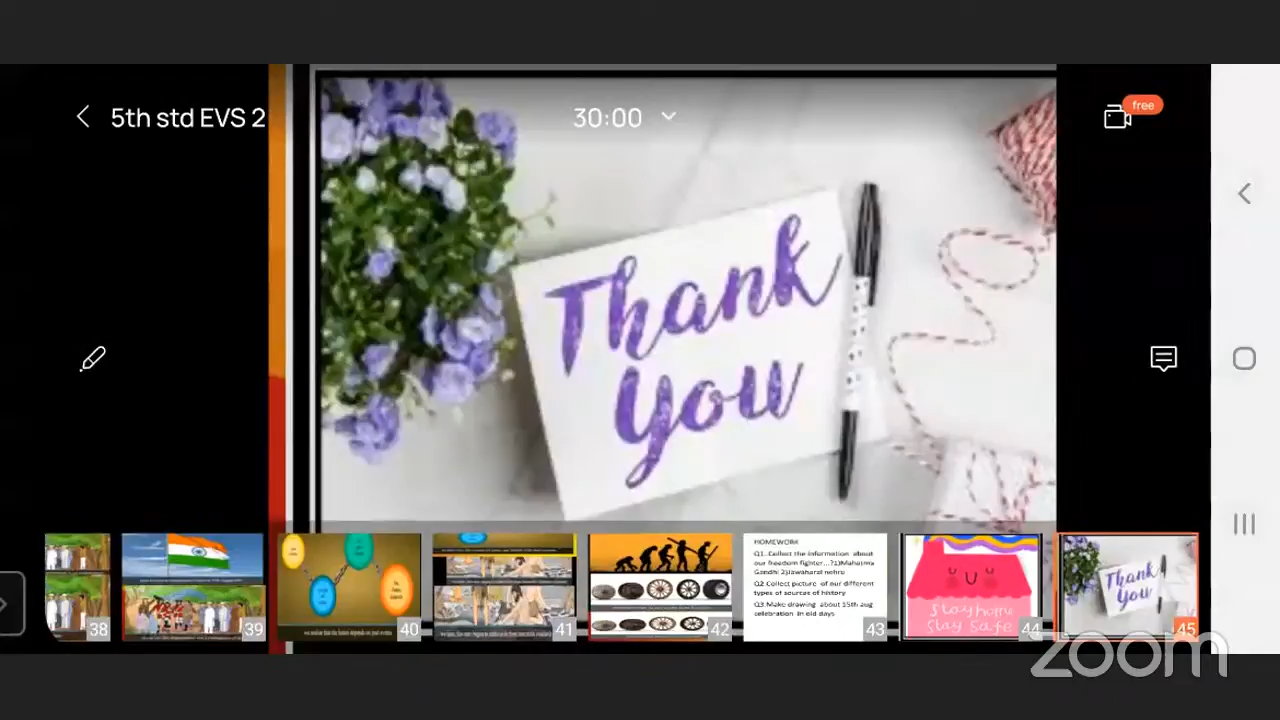 5th std EVS 2
30:00
free
Thank
You
38
39
40
41
42
HOMEWORK
Q1..Collect the information about
our freedom fighter...?1)Mahatma
Gandhi 2)Jawaharal nehru
Q2 Collect picture of our different
types of sources of history
Q3.Make drawing about 15th aug
celebration in old days
43
Stay home
Stay Safe
44
Thank
You
45
zoom